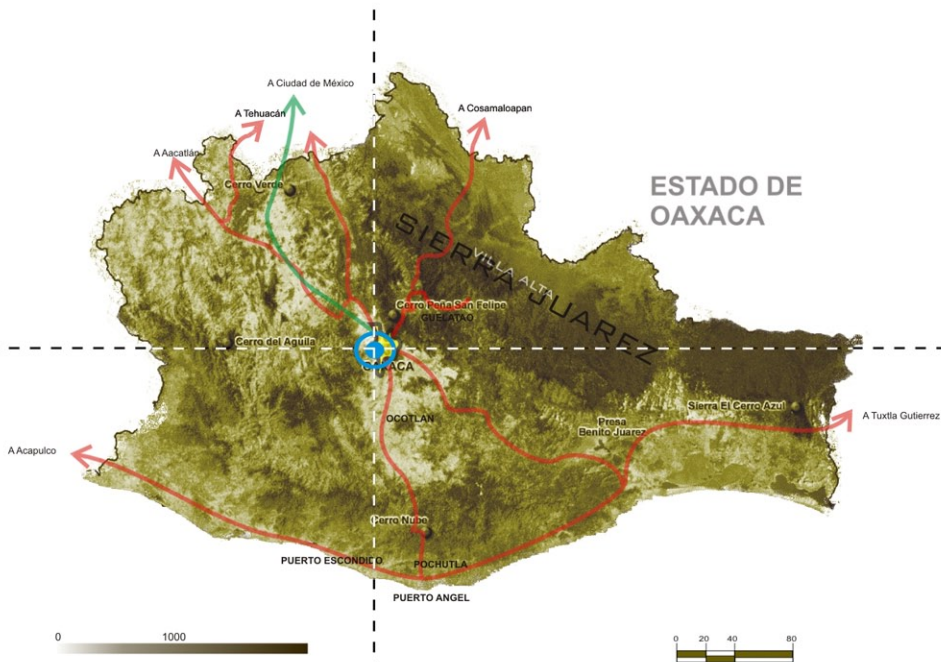 A Ciudad de México
A Tehuacán
A Cosamaloapan
A Aacatlán
Cerro Verde
ESTADO DE
OAXACA
SIERRA JUAREZ
VILLA ALTA
Cerro Peña San Felipe
GUELATAO
Cerro del Aguila
OAXACA
OCOTLAN
Sierra El Cerro Azul
Presa
Benito Juarez
A Tuxtla Gutierrez
A Acapulco
Cerro Nube
PUERTO ESCONDIDO
POCHUTLA
PUERTO ANGEL
0 1000
0 20 40 80